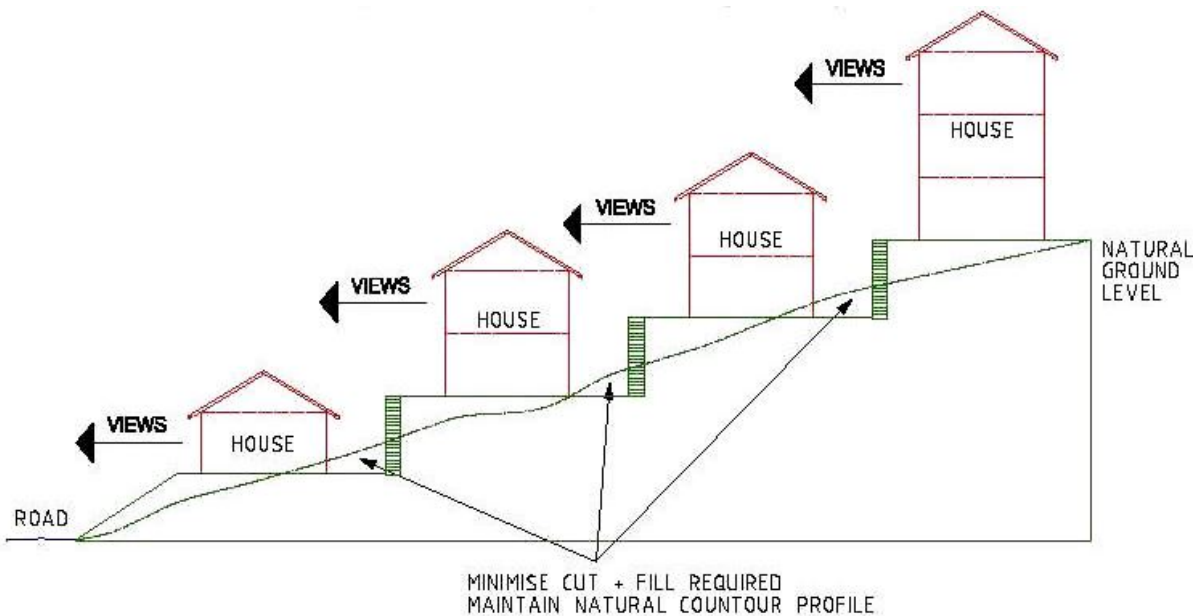 VIEWS
HOUSE
VIEWS
HOUSE
VIEWS
HOUSE
VIEWS
HOUSE
NATURAL
GROUND
LEVEL
ROAD
MINIMISE CUT + FILL REQUIRED
MAINTAIN NATURAL COUNTOUR PROFILE